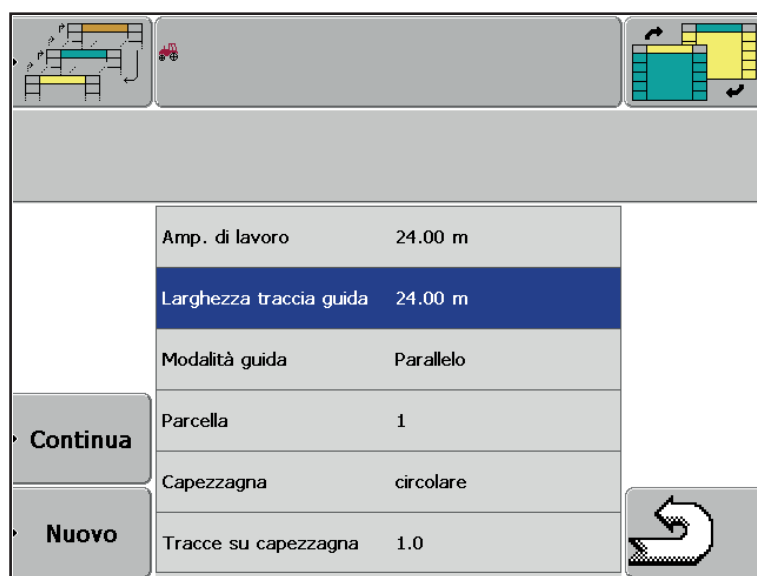 Amp. di lavoro 24.00 m
Larghezza traccia guida 24.00 m
Modalità guida Parallelo
Parcella 1
Continua
Capezzagna circolare
Nuovo
Tracce su capezzagna 1.0